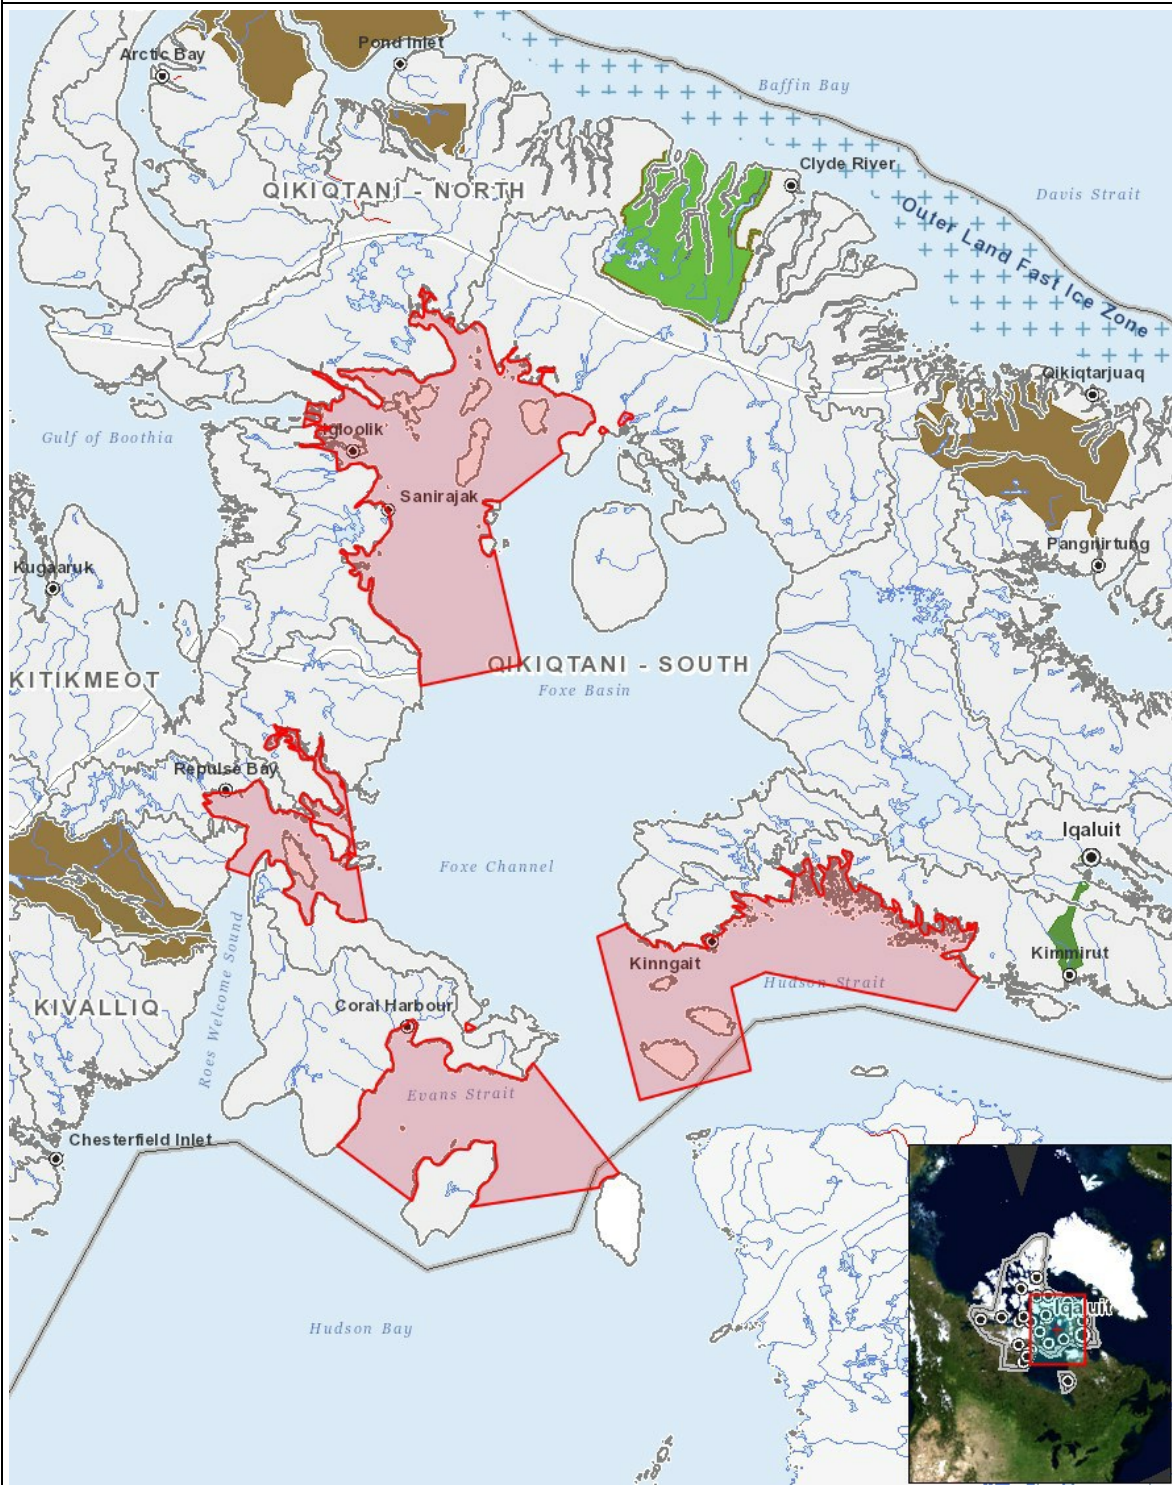 Pond Inlet
Arctic Bay
Baffin Bay
Clyde River
QIKIQTANI - NORTH
Davis Strait
Outer Land Fast Ice Zone
Qikiqtarjuaq
Igloolik
Gulf of Boothia
Sanirajak
Pangnirtung
Kugaaruk
QIKIQTANI - SOUTH
KITIKMEOT
Foxe Basin
Repulse Bay
Iqaluit
Foxe Channel
Kimmirut
Kinngait
Hudson Strait
Roes Welcome Sound
KIVALLIQ
Coral Harbour
Evans Strait
Chesterfield Inlet
Iqaluit
Hudson Bay